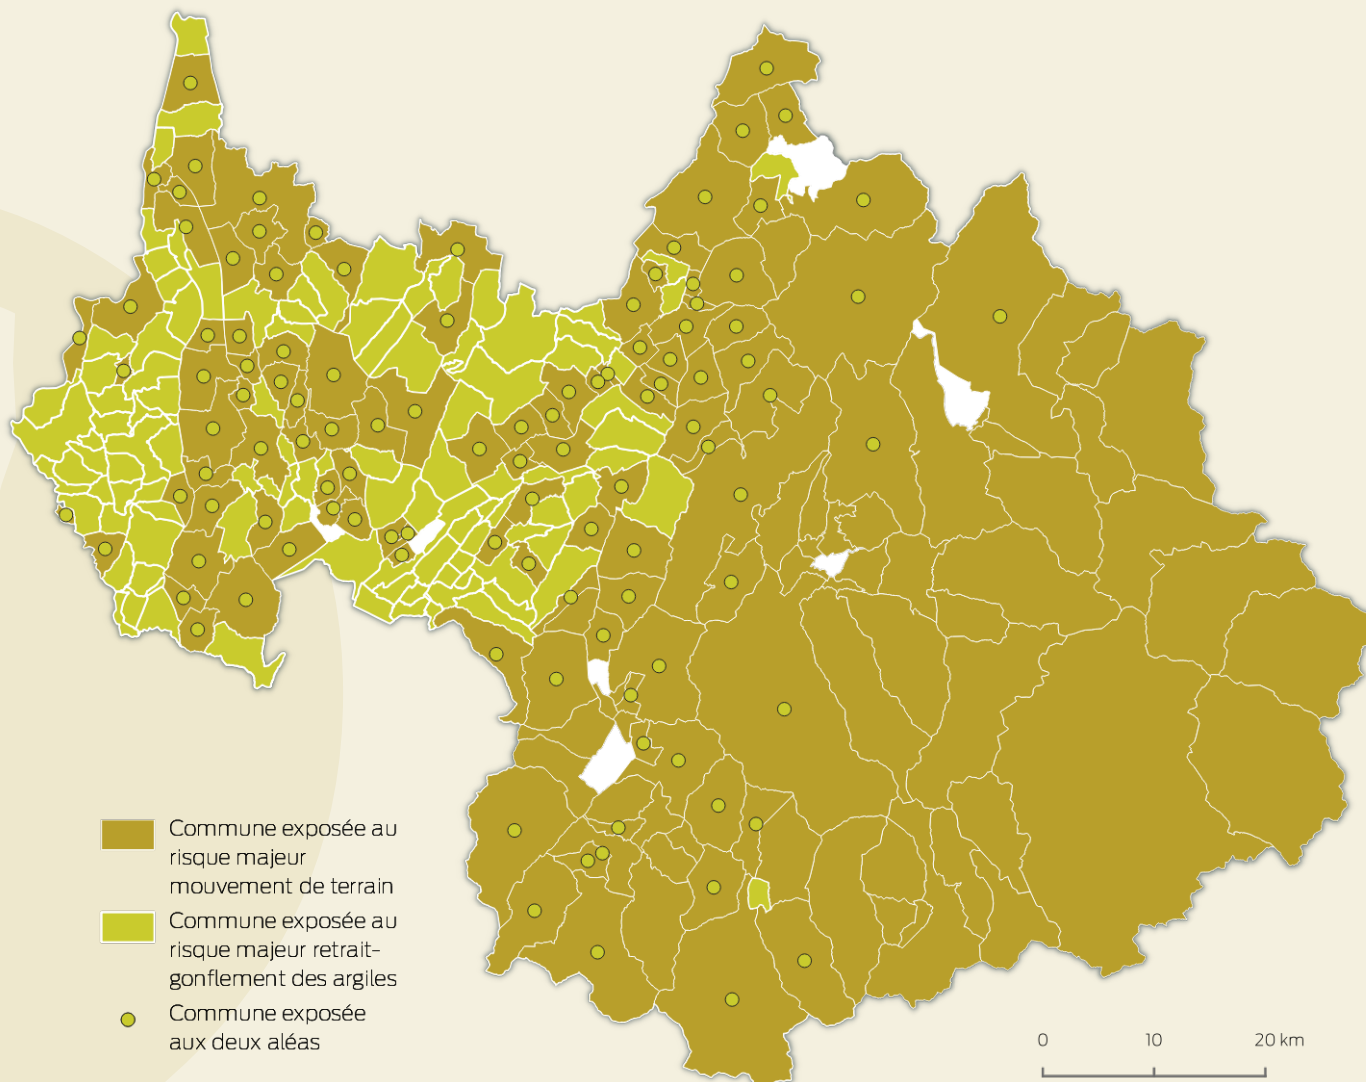 Commune exposée au
risque majeur
mouvement de terrain
Commune exposée au
risque majeur retrait-
gonflement des argiles
Commune exposée
aux deux aléas
0 10 20 km